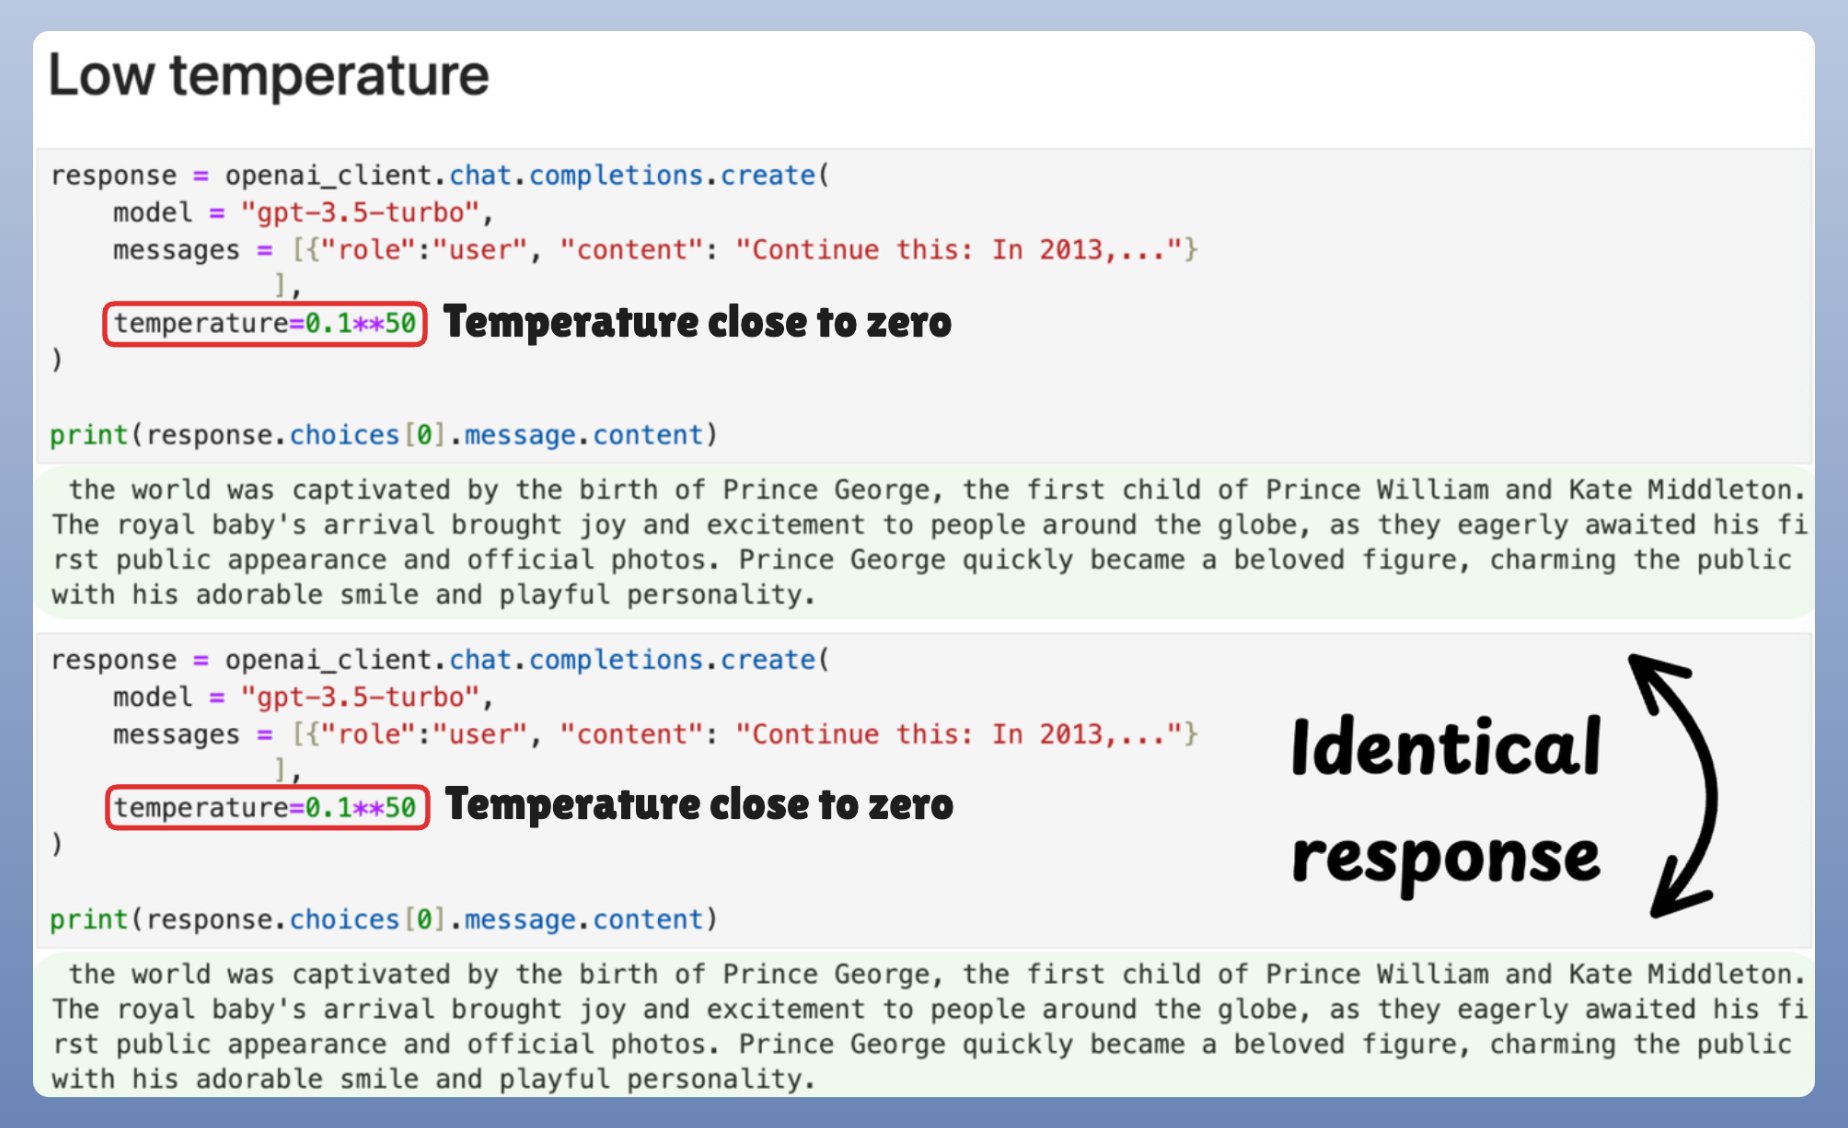 Low temperature
response = openai_client.chat.completions.create(
    model = "gpt-3.5-turbo",
    messages = [{"role":"user", "content": "Continue this: In 2013,..."}
              ],
    temperature=0.1**50 Temperature close to zero
)
print(response.choices[0].message.content)
 the world was captivated by the birth of Prince George, the first child of Prince William and Kate Middleton.
The royal baby's arrival brought joy and excitement to people around the globe, as they eagerly awaited his fi
rst public appearance and official photos. Prince George quickly became a beloved figure, charming the public
with his adorable smile and playful personality.
response = openai_client.chat.completions.create(
    model = "gpt-3.5-turbo",
    messages = [{"role":"user", "content": "Continue this: In 2013,..."}
              ],
    temperature=0.1**50 Temperature close to zero
)
Identical
response
print(response.choices[0].message.content)
 the world was captivated by the birth of Prince George, the first child of Prince William and Kate Middleton.
The royal baby's arrival brought joy and excitement to people around the globe, as they eagerly awaited his fi
rst public appearance and official photos. Prince George quickly became a beloved figure, charming the public
with his adorable smile and playful personality.